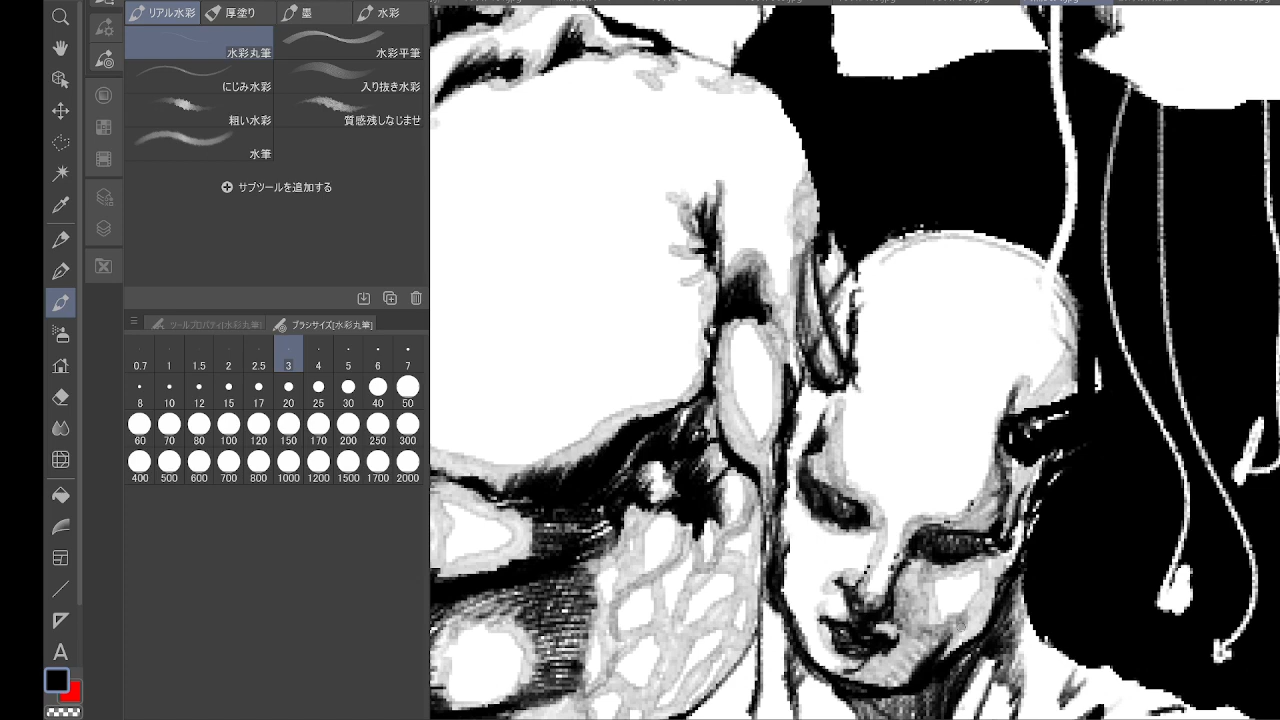 リアル水彩
墨
水彩
水彩丸筆
水彩平筆
にじみ水彩
入り抜き水彩
粗い水彩
質感残しなじませ
水筆
サブツールを追加する
ツールプロパティ[水彩丸筆]
ブラシサイズ[水彩丸筆]
0.7 1 1.5 2 2.5 3 4 5 6 7
8 10 12 15 17 20 25 30 40 50
60 70 80 100 120 150 170 200 250 300
400 500 600 700 800 1000 1200 1500 1700 2000
A